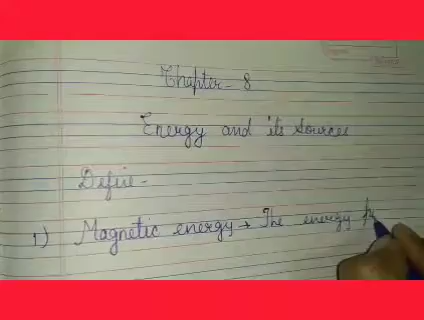 Chapter - 8
Energy and its Sources
Define -
1) Magnetic energy → The energy